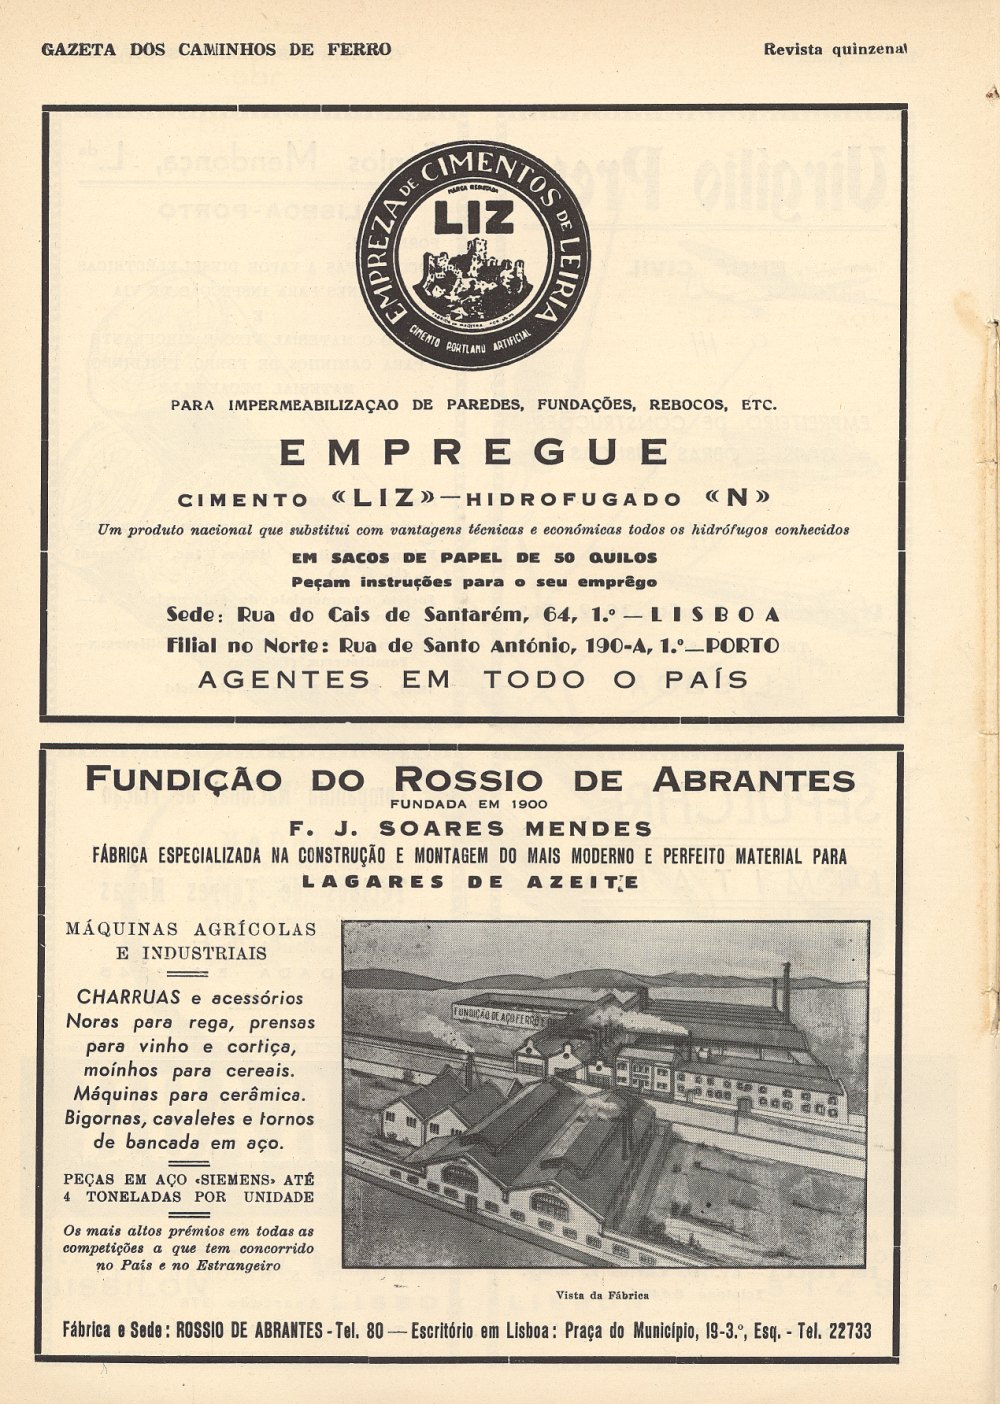 GAZETA DOS CAMINHOS DE FERRO
Revista quinzenal
EMPREZA DE CIMENTOS DE LEIRIA
MARCA REGISTADA
LIZ
CIMENTO PORTLAND ARTIFICIAL
PARA IMPERMEABILIZAÇAO DE PAREDES, FUNDAÇÕES, REBOCOS, ETC.
EMPREGUE
CIMENTO «LIZ»—HIDROFUGADO «N»
Um produto nacional que substitui com vantagens técnicas e económicas todos os hidrófugos conhecidos
EM SACOS DE PAPEL DE 50 QUILOS
Peçam instruções para o seu emprêgo
Sede: Rua do Cais de Santarém, 64, 1.º — LISBOA
Filial no Norte: Rua de Santo António, 190-A, 1.º—PORTO
AGENTES EM TODO O PAÍS
FUNDIÇÃO DO ROSSIO DE ABRANTES
FUNDADA EM 1900
F. J. SOARES MENDES
FÁBRICA ESPECIALIZADA NA CONSTRUÇÃO E MONTAGEM DO MAIS MODERNO E PERFEITO MATERIAL PARA
LAGARES DE AZEITE
MÁQUINAS AGRÍCOLAS
E INDUSTRIAIS
CHARRUAS e acessórios
Noras para rega, prensas
para vinho e cortiça,
moínhos para cereais.
Máquinas para cerâmica.
Bigornas, cavaletes e tornos
de bancada em aço.
PEÇAS EM AÇO «SIEMENS» ATÉ
4 TONELADAS POR UNIDADE
Os mais altos prémios em todas as
competições a que tem concorrido
no País e no Estrangeiro
FUNDIÇÃO DE AÇO FERRO E
Vista da Fábrica
Fábrica e Sede: ROSSIO DE ABRANTES - Tel. 80 — Escritório em Lisboa: Praça do Município, 19-3.º, Esq. - Tel. 22733